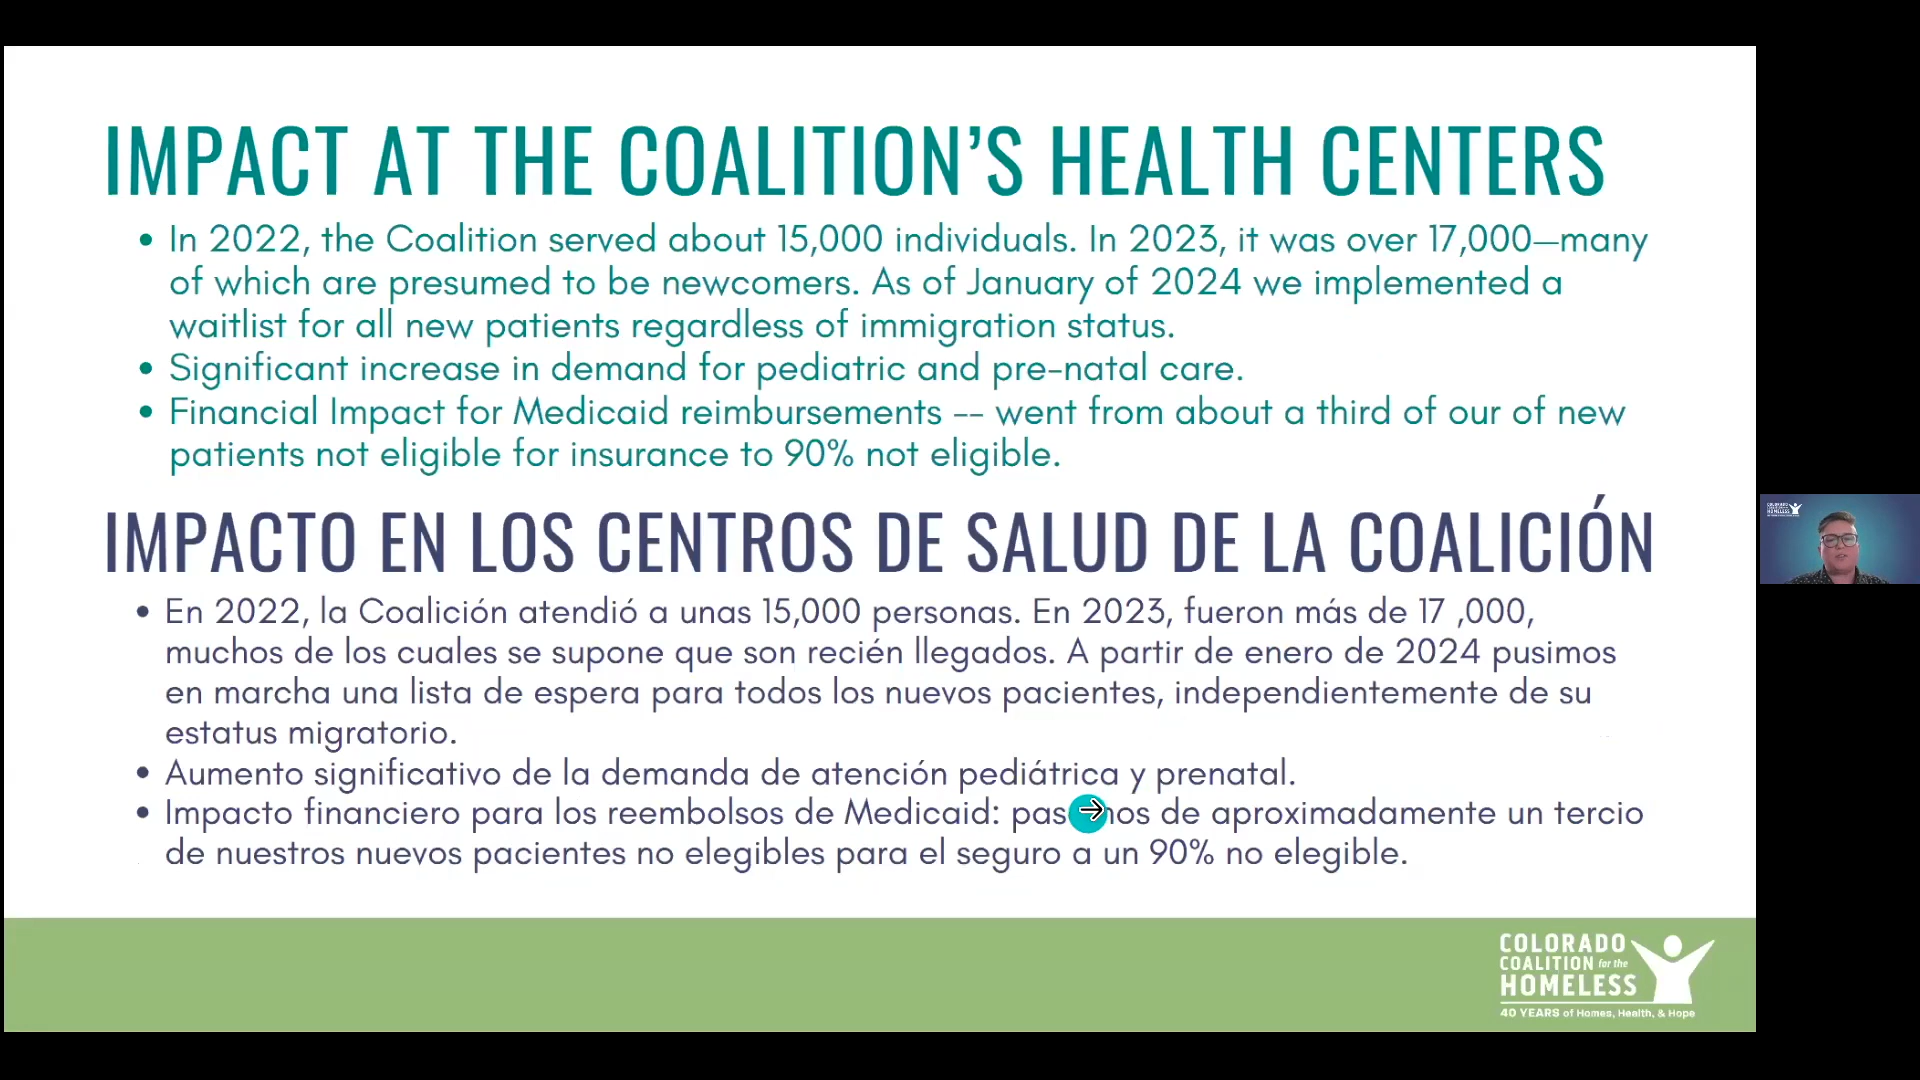 IMPACT AT THE COALITION’S HEALTH CENTERS
• In 2022, the Coalition served about 15,000 individuals. In 2023, it was over 17,000—many
of which are presumed to be newcomers. As of January of 2024 we implemented a
waitlist for all new patients regardless of immigration status.
• Significant increase in demand for pediatric and pre-natal care.
• Financial Impact for Medicaid reimbursements -- went from about a third of our of new
patients not eligible for insurance to 90% not eligible.
IMPACTO EN LOS CENTROS DE SALUD DE LA COALICIÓN
• En 2022, la Coalición atendió a unas 15,000 personas. En 2023, fueron más de 17 ,000,
muchos de los cuales se supone que son recién llegados. A partir de enero de 2024 pusimos
en marcha una lista de espera para todos los nuevos pacientes, independientemente de su
estatus migratorio.
• Aumento significativo de la demanda de atención pediátrica y prenatal.
• Impacto financiero para los reembolsos de Medicaid: de aproximadamente un tercio
de nuestros nuevos pacientes no elegibles para el seguro a un 90% no elegible.
COLORADO
COALITION for the
HOMELESS
40 YEARS of Homes, Health, & Hope
COLORADO
HOMELESS